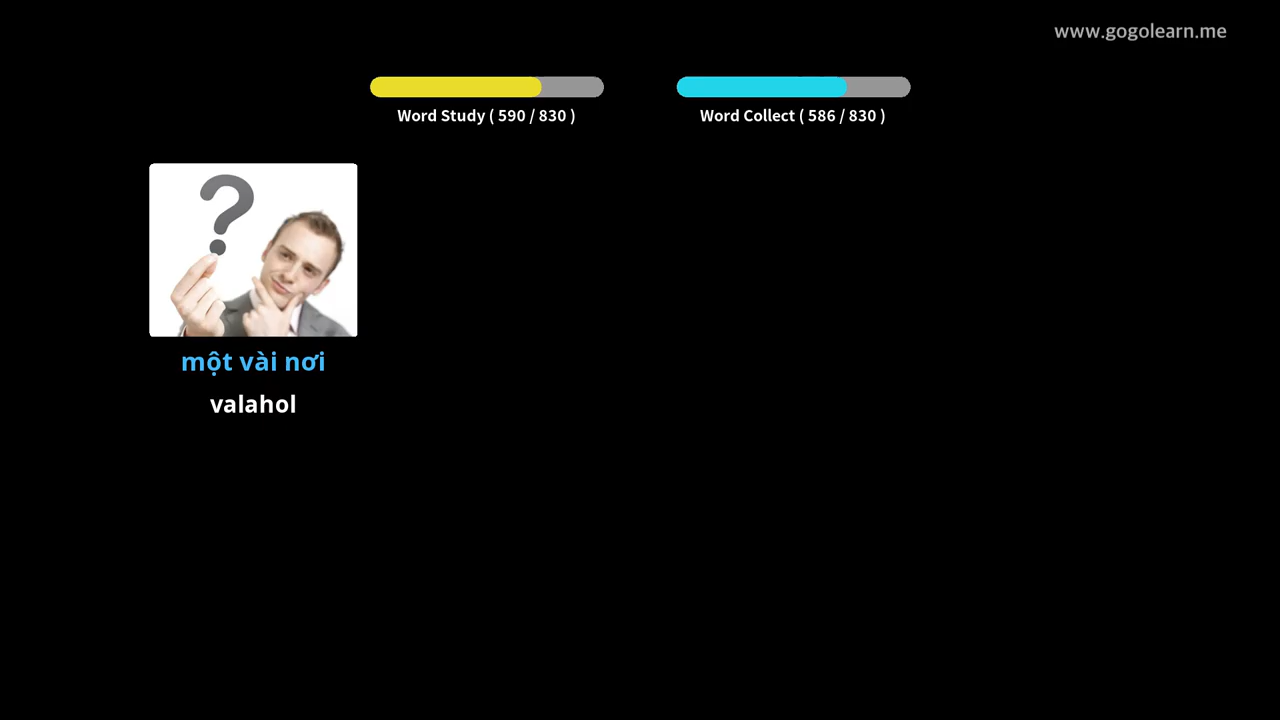 www.gogolearn.me
Word Study ( 590 / 830 )
Word Collect ( 586 / 830 )
?
một vài nơi
valahol